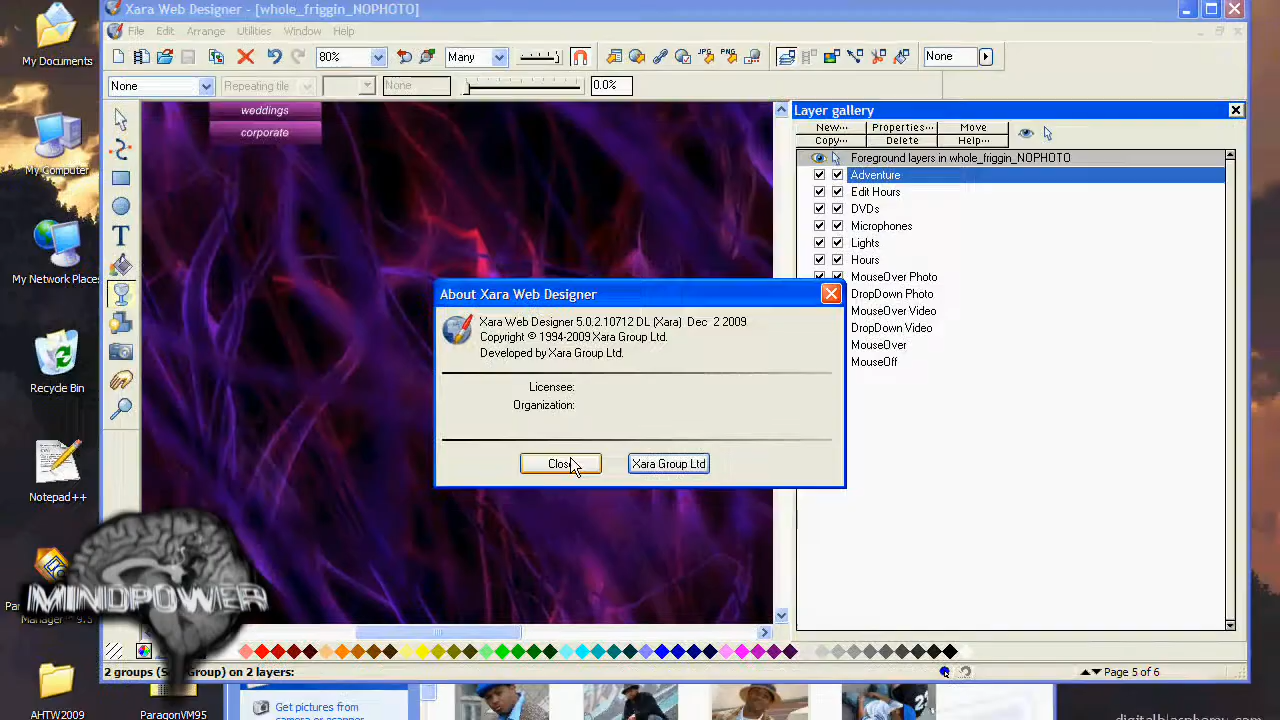 Xara Web Designer - [whole_friggin_NOPHOTO]
File Edit Arrange Utilities Window Help
80% Many JPG PNG None
None Repeating tile None 0.0%
weddings
corporate
Layer gallery
New... Properties... Move
Copy... Delete Help...
Foreground layers in whole_friggin_NOPHOTO
Adventure
Edit Hours
DVDs
Microphones
Lights
Hours
MouseOver Photo
DropDown Photo
MouseOver Video
DropDown Video
MouseOver
MouseOff
About Xara Web Designer
Xara Web Designer 5.0.2.10712 DL (Xara) Dec 2 2009
Copyright © 1994-2009 Xara Group Ltd.
Developed by Xara Group Ltd.
Licensee:
Organization:
Close Xara Group Ltd
2 groups on 2 layers:
Page 5 of 6
My Documents
My Computer
My Network Places
Recycle Bin
Notepad++
MINDPOWER
AHTW2009
ParagonVM95
Get pictures from
camera or scanner
digitalblasphemy.com